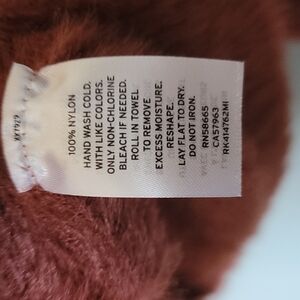 100% NYLON
HAND WASH COLD.
WITH LIKE COLORS.
ONLY NON-CHLORINE
BLEACH IF NEEDED.
ROLL IN TOWEL
TO REMOVE
EXCESS MOISTURE.
RESHAPE.
LAY FLAT TO DRY.
DO NOT IRON.
RN58665
CA57963
RK414762MI